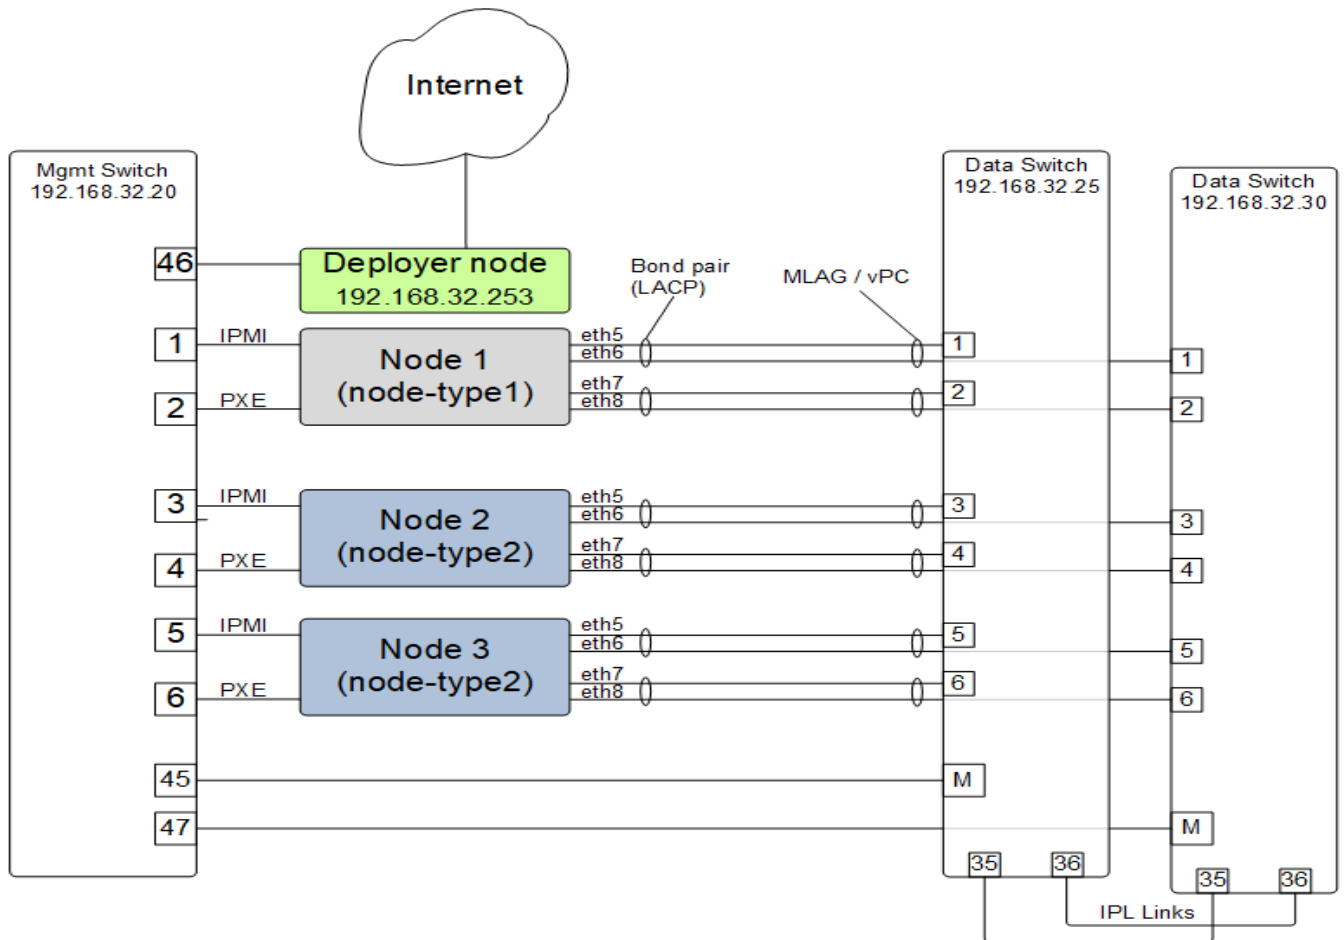 Internet
Mgmt Switch
192.168.32.20
Data Switch
192.168.32.25
Data Switch
192.168.32.30
46
Deployer node
192.168.32.253
Bond pair
(LACP)
MLAG / vPC
1
IPMI
Node 1
(node-type1)
eth5
eth6
1
1
2
PXE
eth7
eth8
2
2
3
IPMI
Node 2
(node-type2)
eth5
eth6
3
3
4
PXE
eth7
eth8
4
4
5
IPMI
Node 3
(node-type2)
eth5
eth6
5
5
6
PXE
eth7
eth8
6
6
45
M
47
M
35
36
35
36
IPL Links